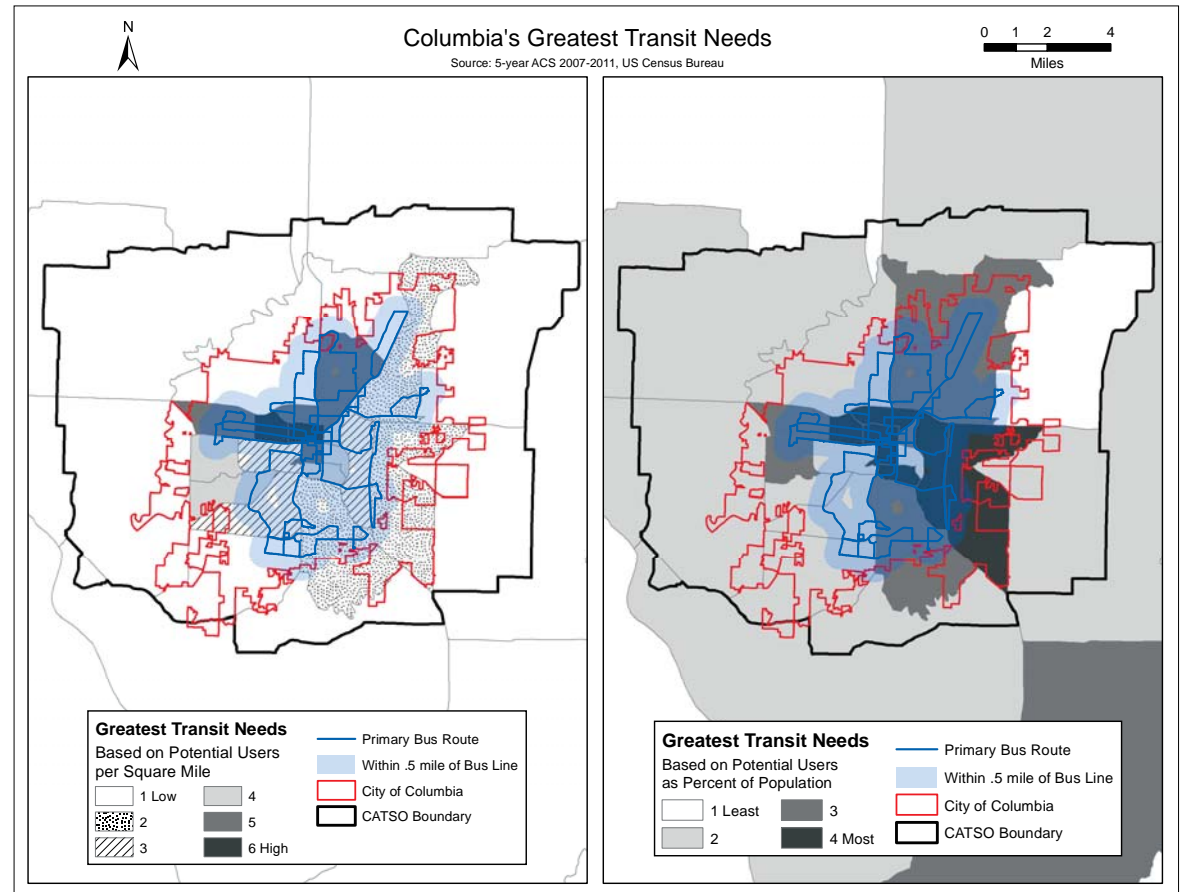 N
Columbia's Greatest Transit Needs
Source: 5-year ACS 2007-2011, US Census Bureau
0 1 2 4
Miles
Greatest Transit Needs
Based on Potential Users
per Square Mile
1 Low
2
3
4
5
6 High
Primary Bus Route
Within .5 mile of Bus Line
City of Columbia
CATSO Boundary
Greatest Transit Needs
Based on Potential Users
as Percent of Population
1 Least
2
3
4 Most
Primary Bus Route
Within .5 mile of Bus Line
City of Columbia
CATSO Boundary